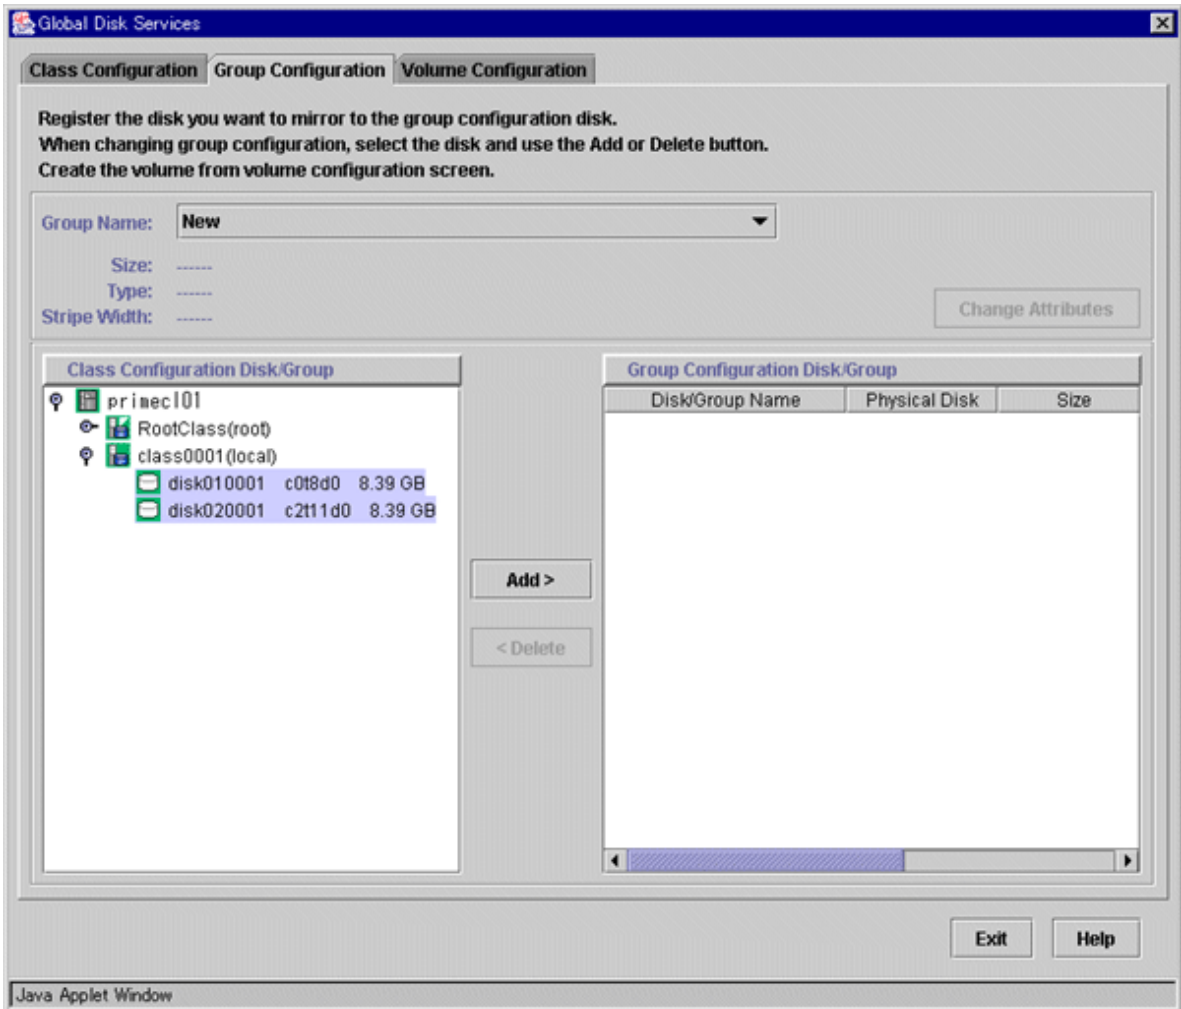 Global Disk Services
Class Configuration Group Configuration Volume Configuration
Register the disk you want to mirror to the group configuration disk.
When changing group configuration, select the disk and use the Add or Delete button.
Create the volume from volume configuration screen.
Group Name: New
Size: ------
Type: ------
Stripe Width: ------
Change Attributes
Class Configuration Disk/Group
primecl01
RootClass(root)
class0001(local)
disk010001 c0t8d0 8.39 GB
disk020001 c2t11d0 8.39 GB
Add >
< Delete
Group Configuration Disk/Group
Disk/Group Name Physical Disk Size
Exit Help
Java Applet Window